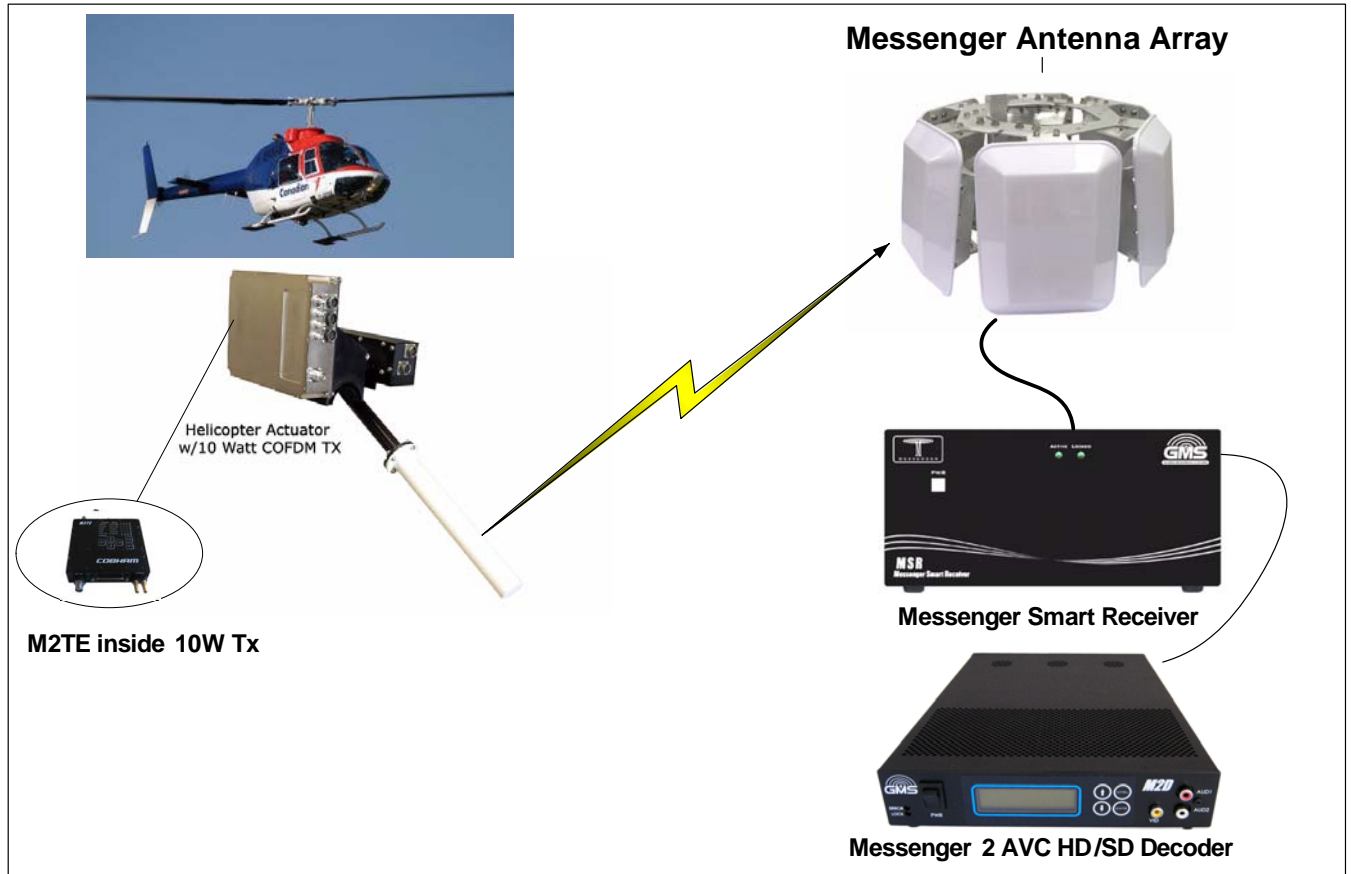 Messenger Antenna Array
Canadian
Helicopter Actuator
w/10 Watt COFDM TX
M2TE
COBHAM
M2TE inside 10W Tx
MESSENGER
Active Locked
GMS
PWR
MSR
Messenger Smart Receiver
Messenger Smart Receiver
GMS
PWR
M2D
VID
AUD1
AUD2
Messenger 2 AVC HD/SD Decoder